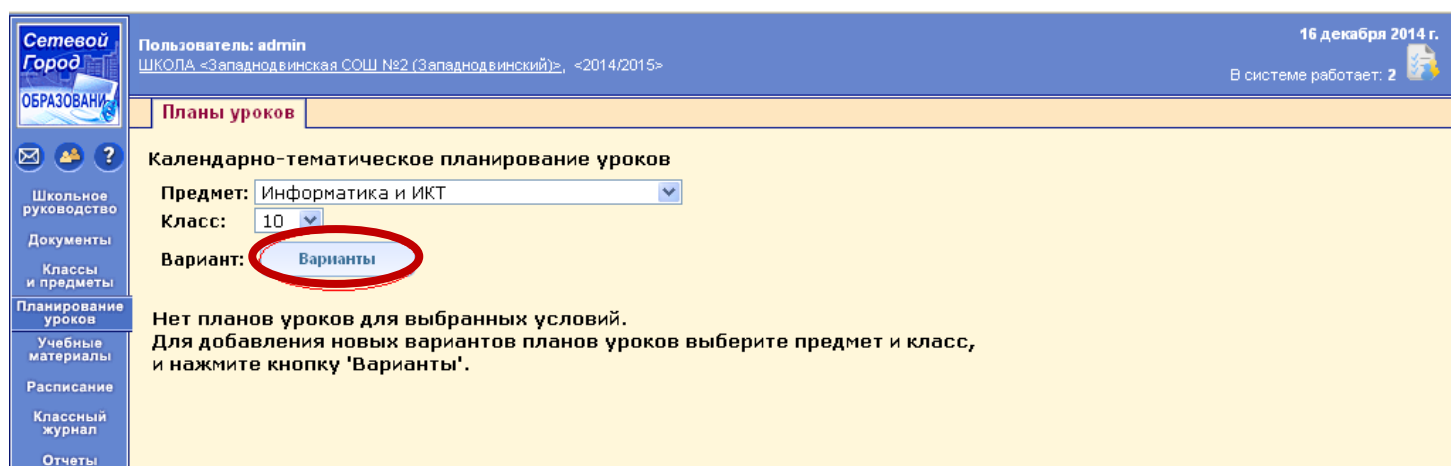 Сетевой
Город
ОБРАЗОВАНИ
Пользователь: admin
ШКОЛА <Западнодвинская СОШ №2 (Западнодвинский)>, <2014/2015>
16 декабря 2014 г.
В системе работает: 2
Планы уроков
?
Школьное
руководство
Документы
Классы
и предметы
Планирование
уроков
Учебные
материалы
Расписание
Классный
журнал
Отчеты
Календарно-тематическое планирование уроков
Предмет: Информатика и ИКТ
Класс: 10
Вариант: Варианты
Нет планов уроков для выбранных условий.
Для добавления новых вариантов планов уроков выберите предмет и класс,
и нажмите кнопку 'Варианты'.